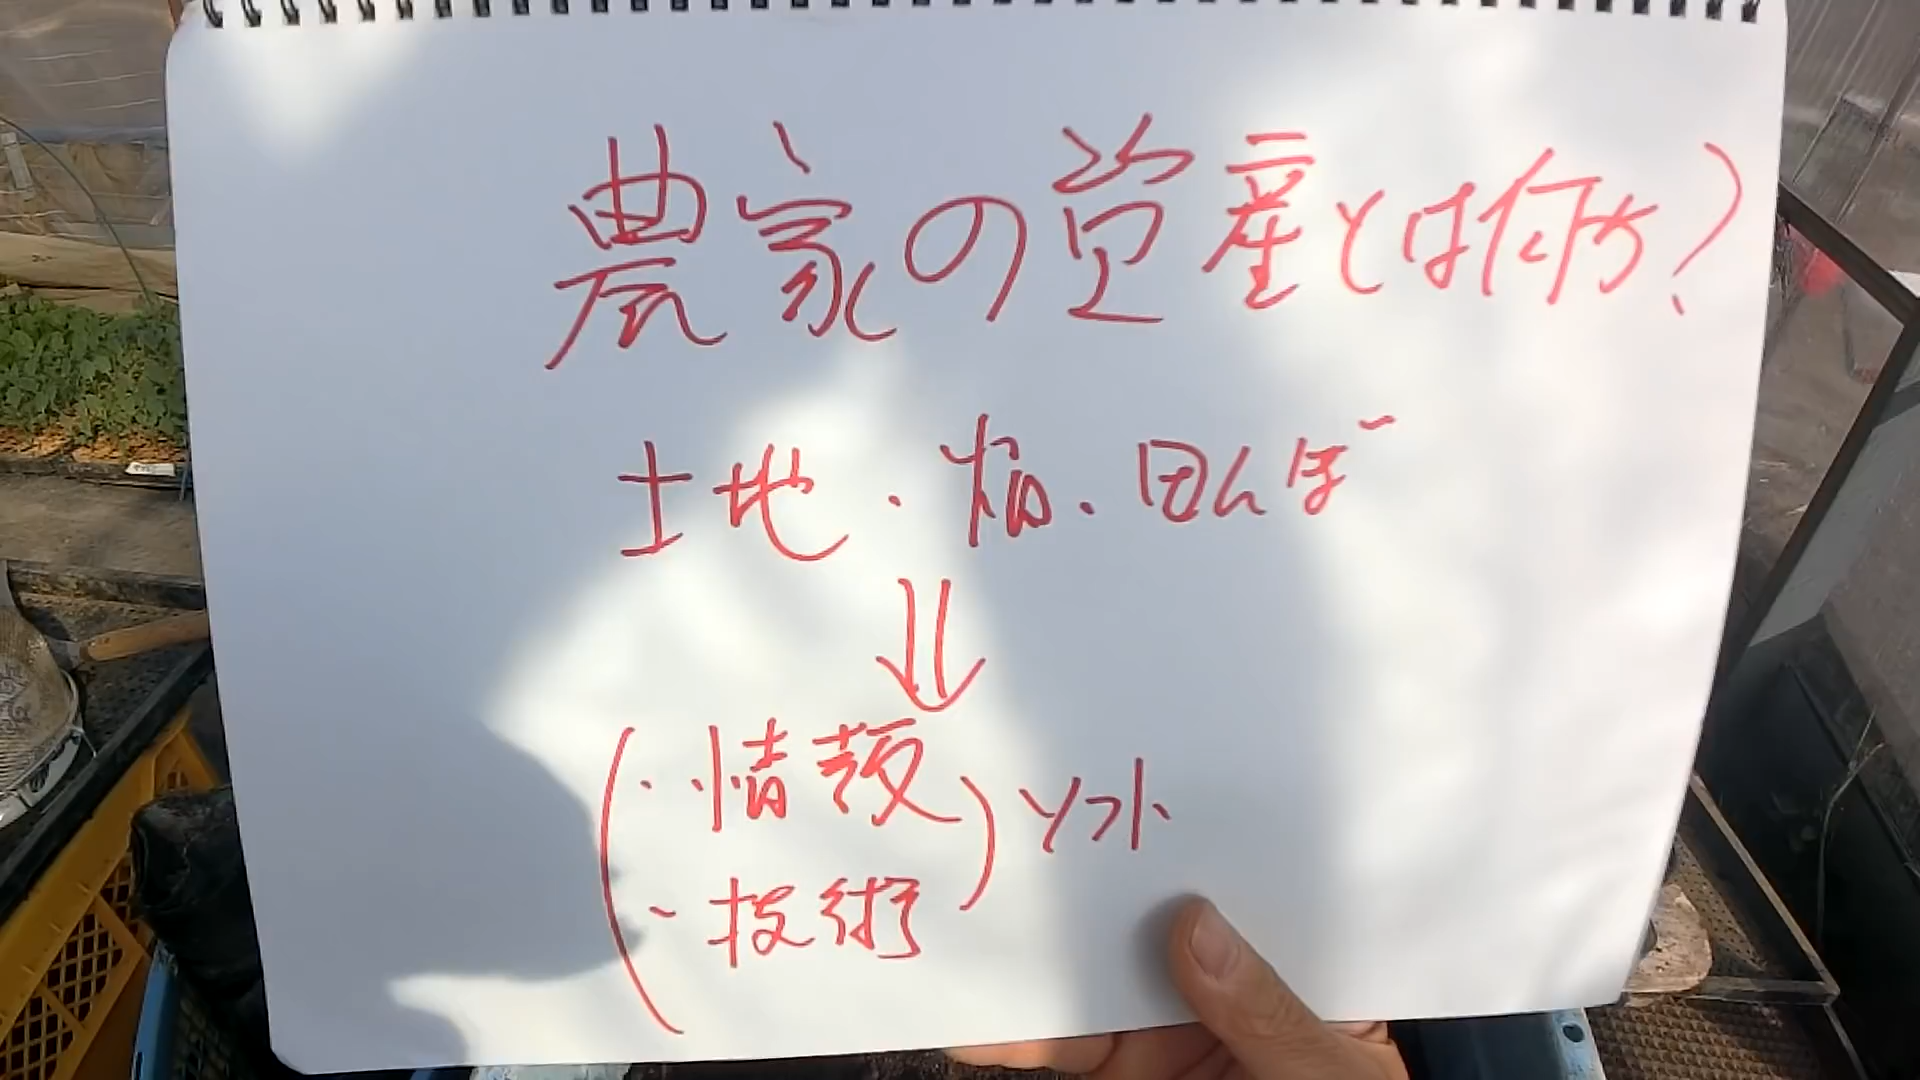 農家の資産とは何か?
土地・畑・田んぼ
・情報
・技術
ソフト